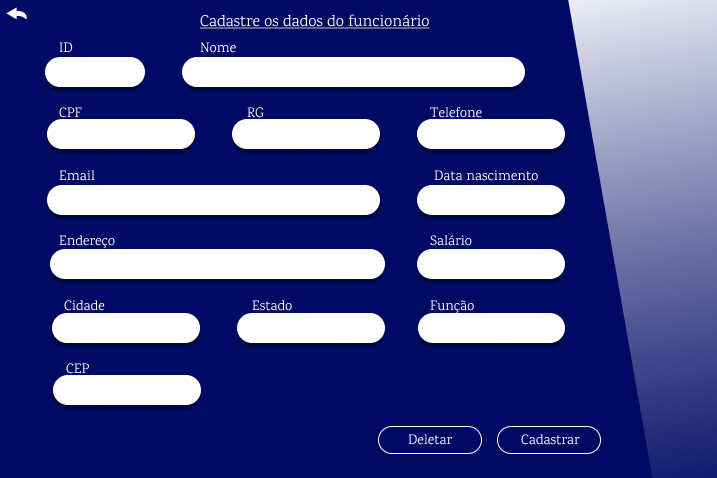 Cadastre os dados do funcionário
ID
Nome
CPF
RG
Telefone
Email
Data nascimento
Endereço
Salário
Cidade
Estado
Função
CEP
Deletar
Cadastrar